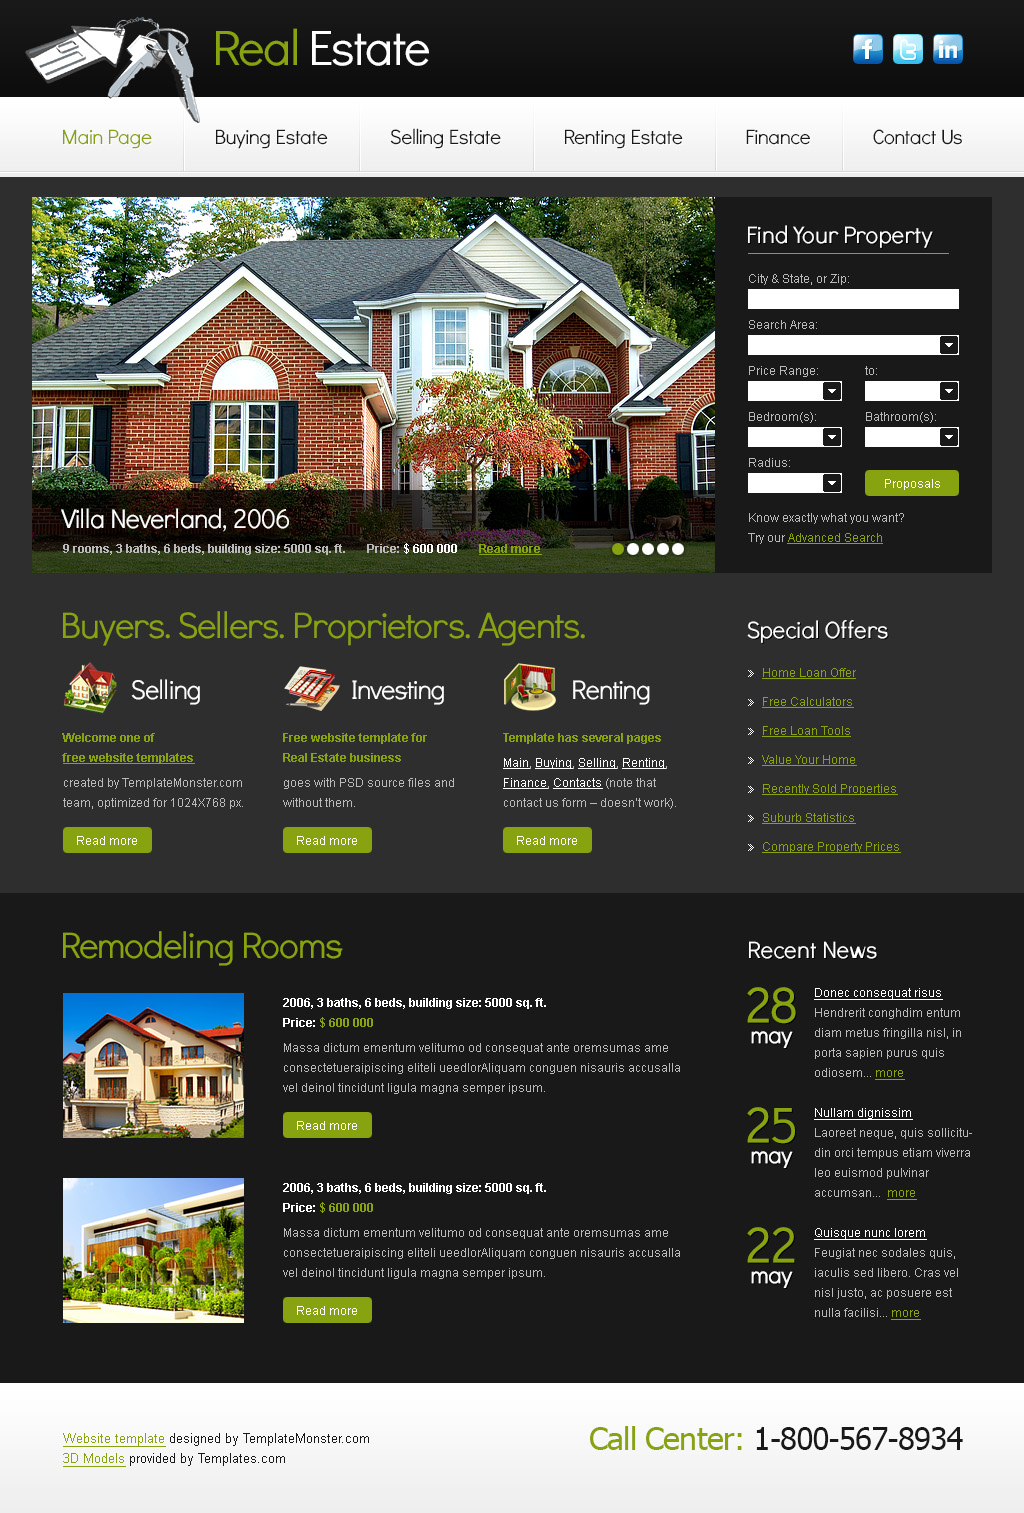 Real Estate
Main Page
Buying Estate
Selling Estate
Renting Estate
Finance
Contact Us
Villa Neverland, 2006
9 rooms, 3 baths, 6 beds, building size: 5000 sq. ft. Price: $ 600 000 Read more
Find Your Property
City & State, or Zip:
Search Area:
Price Range: to:
Bedroom(s): Bathroom(s):
Radius:
Proposals
Know exactly what you want?
Try our Advanced Search
Buyers. Sellers. Proprietors. Agents.
Selling
Welcome one of
free website templates
created by TemplateMonster.com
team, optimized for 1024X768 px.
Read more
Investing
Free website template for
Real Estate business
goes with PSD source files and
without them.
Read more
Renting
Template has several pages
Main, Buying, Selling, Renting,
Finance, Contacts (note that
contact us form – doesn't work).
Read more
Special Offers
Home Loan Offer
Free Calculators
Free Loan Tools
Value Your Home
Recently Sold Properties
Suburb Statistics
Compare Property Prices
Remodeling Rooms
2006, 3 baths, 6 beds, building size: 5000 sq. ft.
Price: $ 600 000
Massa dictum ementum velitumo od consequat ante oremsumas ame
consectetueraipiscing eliteli ueedlorAliquam conguen nisauris accusalla
vel deinol tincidunt ligula magna semper ipsum.
Read more
2006, 3 baths, 6 beds, building size: 5000 sq. ft.
Price: $ 600 000
Massa dictum ementum velitumo od consequat ante oremsumas ame
consectetueraipiscing eliteli ueedlorAliquam conguen nisauris accusalla
vel deinol tincidunt ligula magna semper ipsum.
Read more
Recent News
28
may
Donec consequat risus
Hendrerit conghdim entum
diam metus fringilla nisl, in
porta sapien purus quis
odiosem... more
25
may
Nullam dignissim
Laoreet neque, quis sollicitu-
din orci tempus etiam viverra
leo euismod pulvinar
accumsan... more
22
may
Quisque nunc lorem
Feugiat nec sodales quis,
iaculis sed libero. Cras vel
nisl justo, ac posuere est
nulla facilisi... more
Website template designed by TemplateMonster.com
3D Models provided by Templates.com
Call Center: 1-800-567-8934